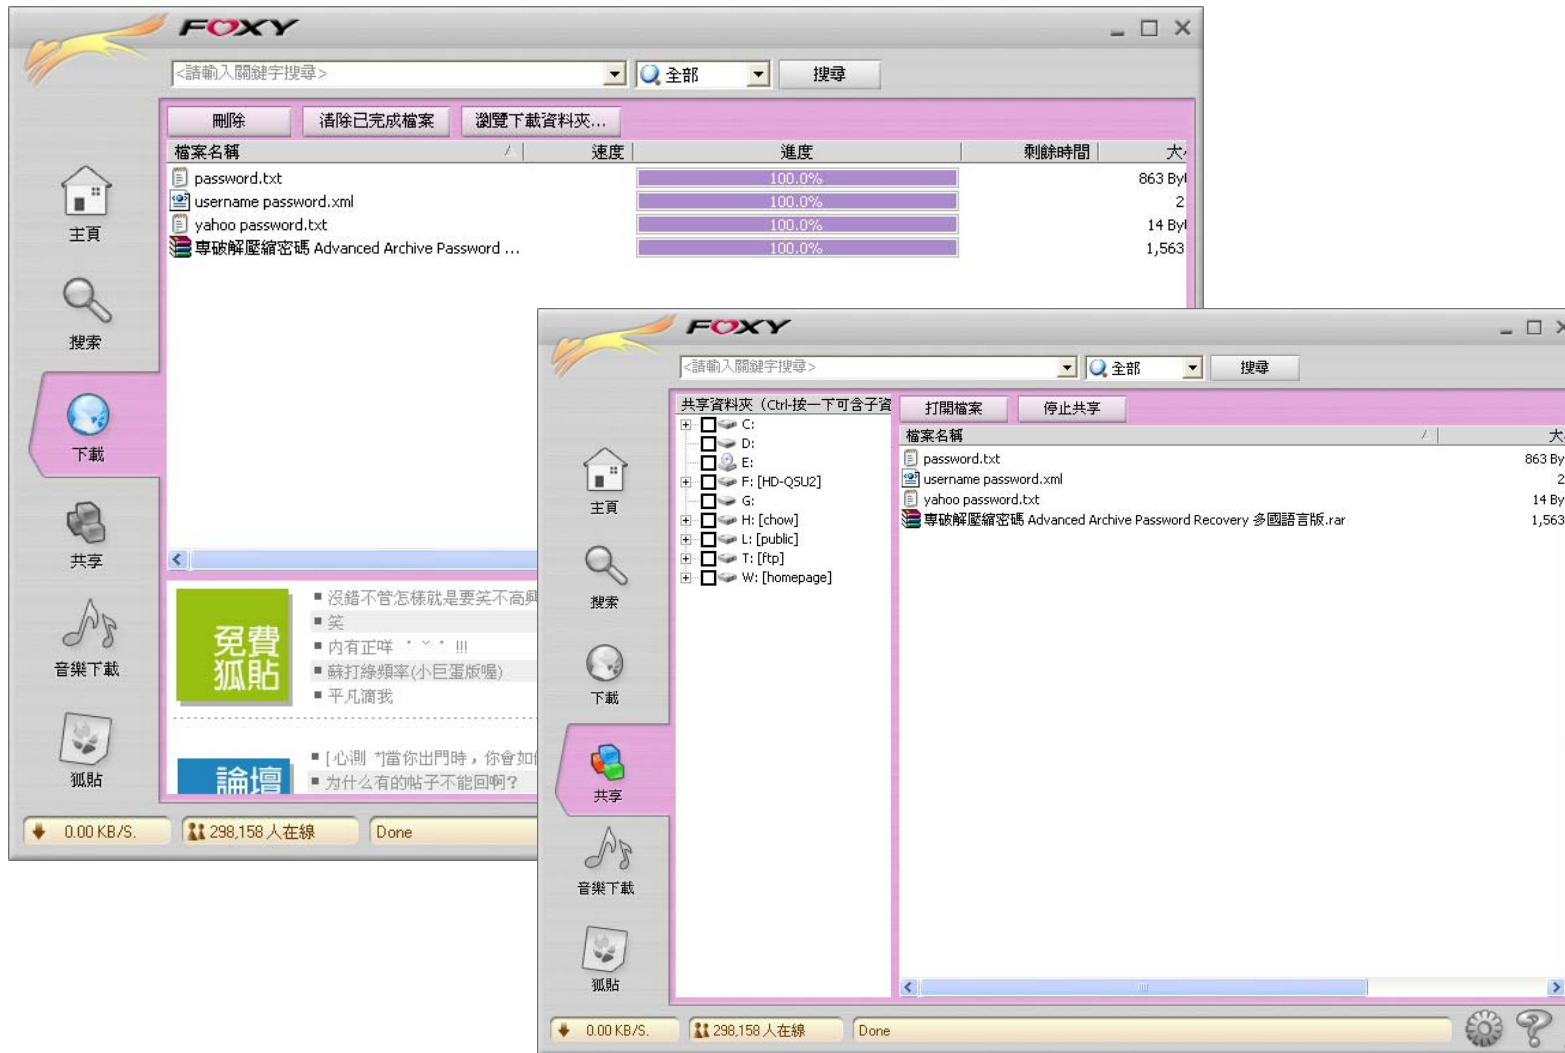 FOXY
<請輸入關鍵字搜尋>
全部
搜尋
刪除
清除已完成檔案
瀏覽下載資料夾...
檔案名稱
速度
進度
剩餘時間
password.txt
100.0%
863
username password.xml
100.0%
2
yahoo password.txt
100.0%
14
專破解壓縮密碼 Advanced Archive Password ...
100.0%
1,563
主頁
搜索
下載
共享
音樂下載
狐貼
免費
狐貼
沒錯不管怎樣就是要笑不高興
笑
内有正咩 ˙ˇ˙ !!!
蘇打綠頻率(小巨蛋版喔)
平凡滴我
論壇
[心測 *]當你出門時，你會如
为什么有的帖子不能回啊?
0.00 KB/S.
298,158 人在線
Done
FOXY
<請輸入關鍵字搜尋>
全部
搜尋
共享資料夾（Ctrl-按一下可含子資
C:
D:
E:
F: [HD-QSU2]
G:
H: [chow]
L: [public]
T: [ftp]
W: [homepage]
打開檔案
停止共享
檔案名稱
password.txt
863 By
username password.xml
2
yahoo password.txt
14 By
專破解壓縮密碼 Advanced Archive Password Recovery 多國語言版.rar
1,563
主頁
搜索
下載
共享
音樂下載
狐貼
0.00 KB/S.
298,158 人在線
Done